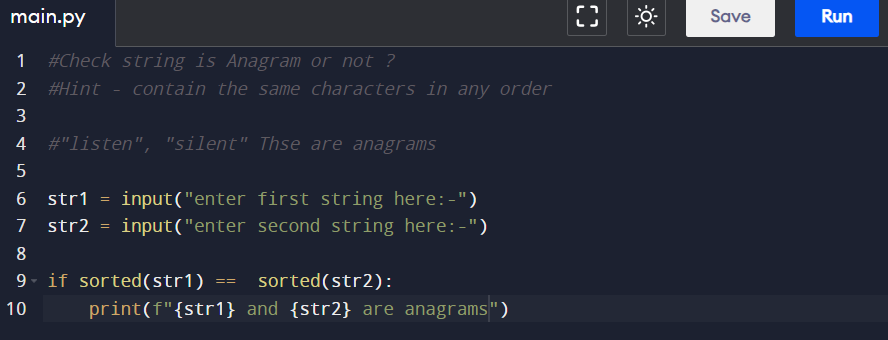 main.py
Save
Run
1 #Check string is Anagram or not ?
2 #Hint - contain the same characters in any order
3
4 #"listen", "silent" Thse are anagrams
5
6 str1 = input("enter first string here:-")
7 str2 = input("enter second string here:-")
8
9 if sorted(str1) ==  sorted(str2):
10     print(f"{str1} and {str2} are anagrams")